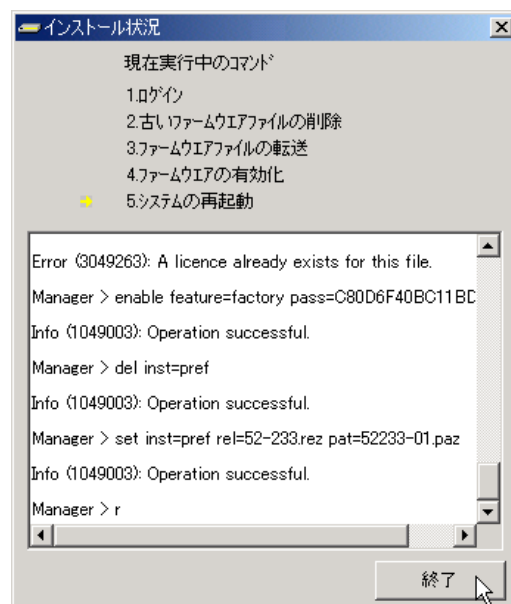 インストール状況
現在実行中のコマンド
1.ログイン
2.古いファームウエアファイルの削除
3.ファームウエアファイルの転送
4.ファームウエアの有効化
5.システムの再起動
Error (3049263): A licence already exists for this file.
Manager > enable feature=factory pass=C80D6F40BC11BD
Info (1049003): Operation successful.
Manager > del inst=pref
Info (1049003): Operation successful.
Manager > set inst=pref rel=52-233.rez pat=52233-01.paz
Info (1049003): Operation successful.
Manager > r
終了